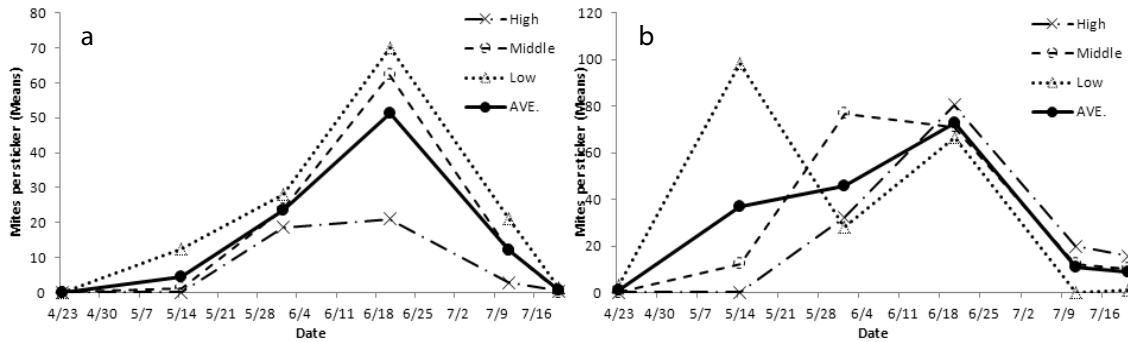 a
High
Middle
Low
AVE.
Mites per sticker (Means)
80
70
60
50
40
30
20
10
0
4/23 4/30 5/7 5/14 5/21 5/28 6/4 6/11 6/18 6/25 7/2 7/9 7/16
Date
b
High
Middle
Low
AVE.
Mites per sticker (Means)
120
100
80
60
40
20
0
4/23 4/30 5/7 5/14 5/21 5/28 6/4 6/11 6/18 6/25 7/2 7/9 7/16
Date